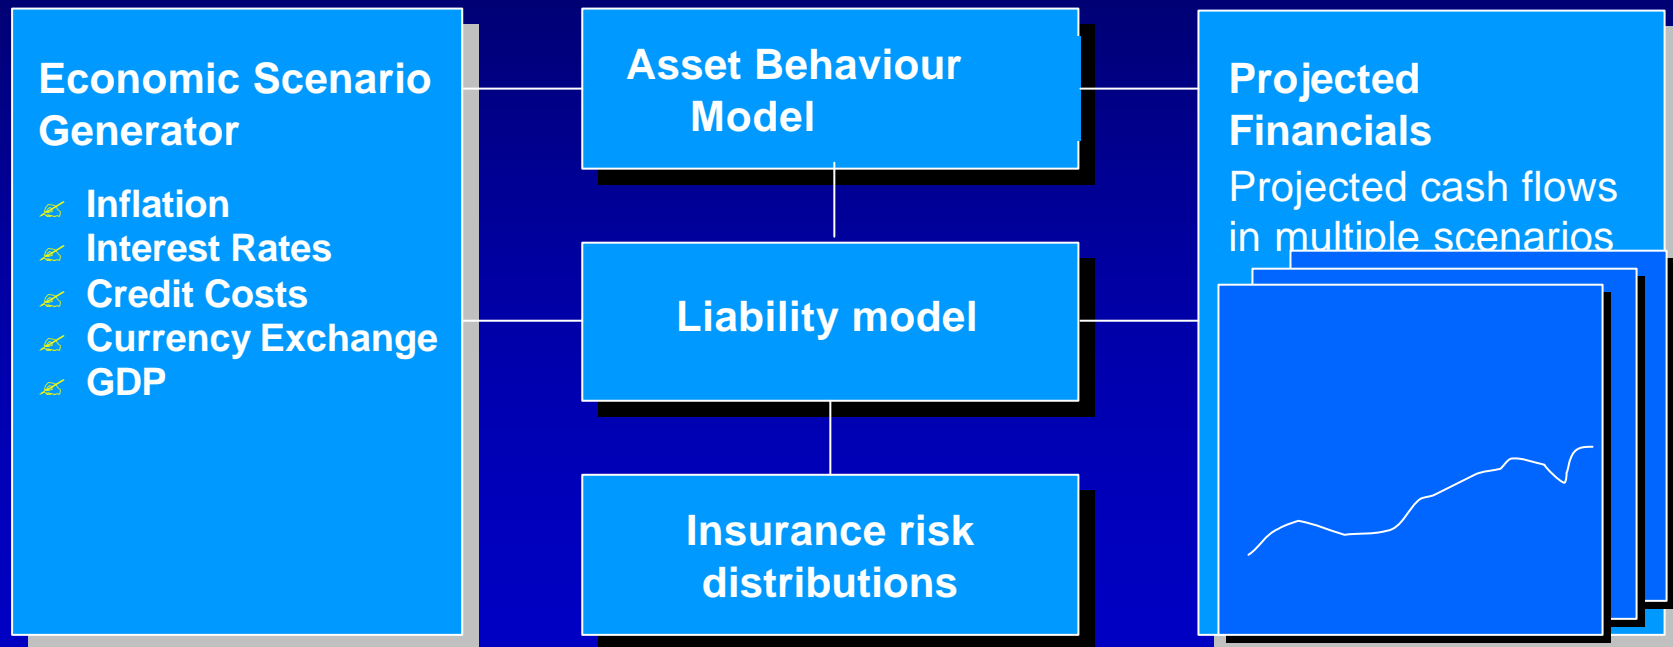 Economic Scenario
Generator
Inflation
Interest Rates
Credit Costs
Currency Exchange
GDP
Asset Behaviour
Model
Liability model
Insurance risk
distributions
Projected
Financials
Projected cash flows
in multiple scenarios